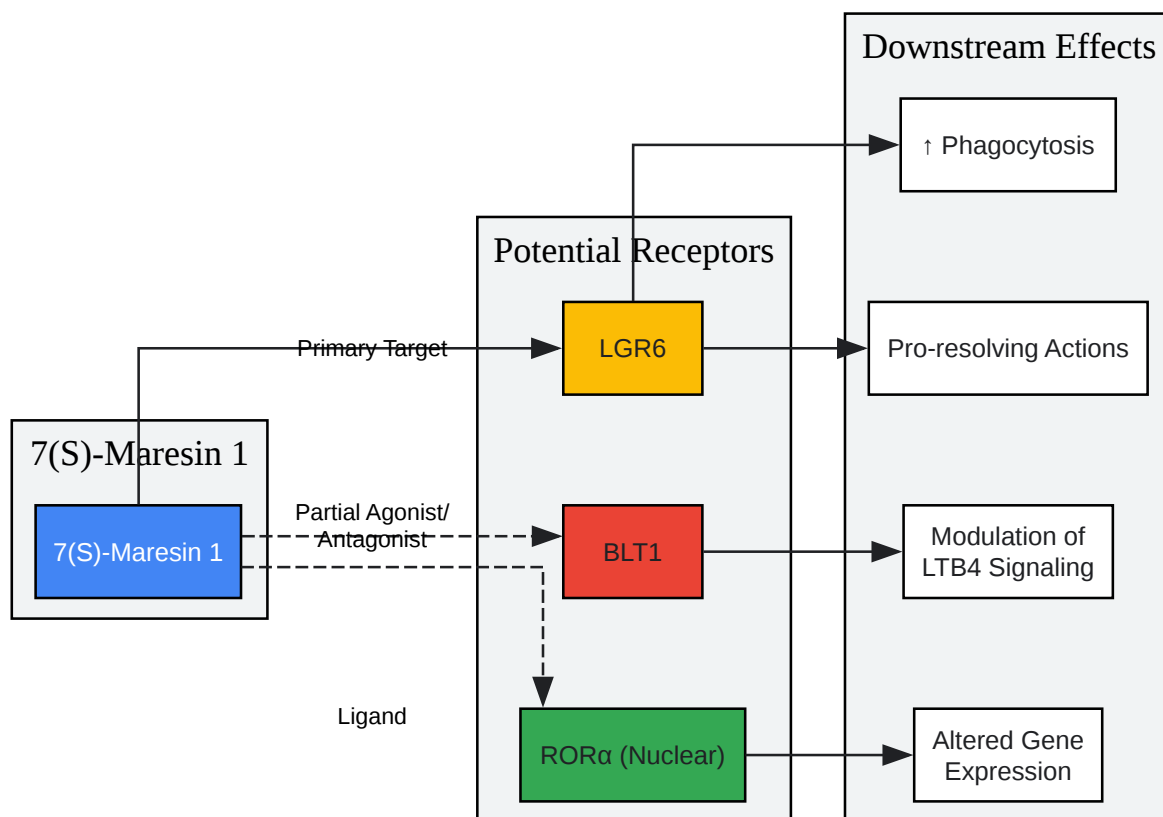 Downstream Effects
↑ Phagocytosis
Potential Receptors
Primary Target
LGR6
Pro-resolving Actions
7(S)-Maresin 1
7(S)-Maresin 1
Partial Agonist/
Antagonist
BLT1
Modulation of
LTB4 Signaling
Ligand
RORα (Nuclear)
Altered Gene
Expression